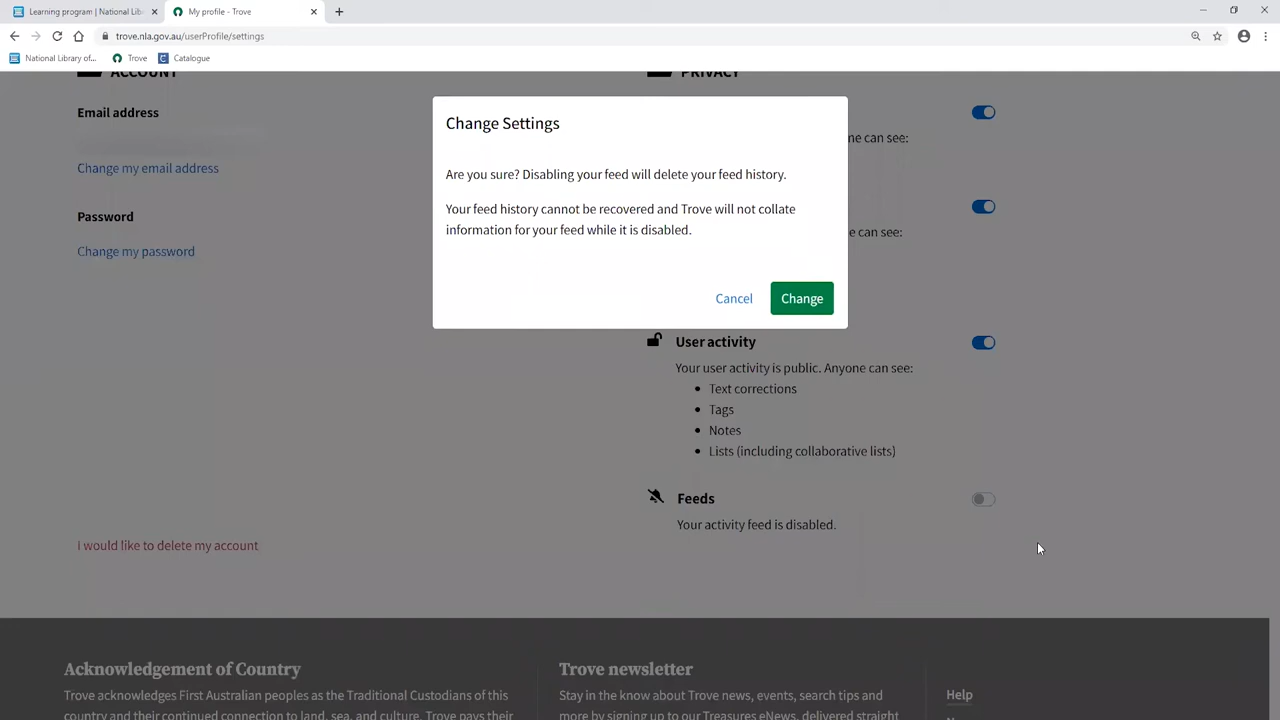 Learning program | National Lib
My profile - Trove
trove.nla.gov.au/userProfile/settings
National Library of...
Trove
Catalogue
ACCOUNT
Email address
Change my email address
Password
Change my password
I would like to delete my account
PRIVACY
ne can see:
e can see:
Change Settings
Are you sure? Disabling your feed will delete your feed history.
Your feed history cannot be recovered and Trove will not collate
information for your feed while it is disabled.
Cancel
Change
User activity
Your user activity is public. Anyone can see:
• Text corrections
• Tags
• Notes
• Lists (including collaborative lists)
Feeds
Your activity feed is disabled.
Acknowledgement of Country
Trove acknowledges First Australian peoples as the Traditional Custodians of this
country and their continued connection to land, sea, and culture. Trove pays their
Trove newsletter
Stay in the know about Trove news, events, search tips and
more by signing up to our Treasures eNews, delivered straight
Help